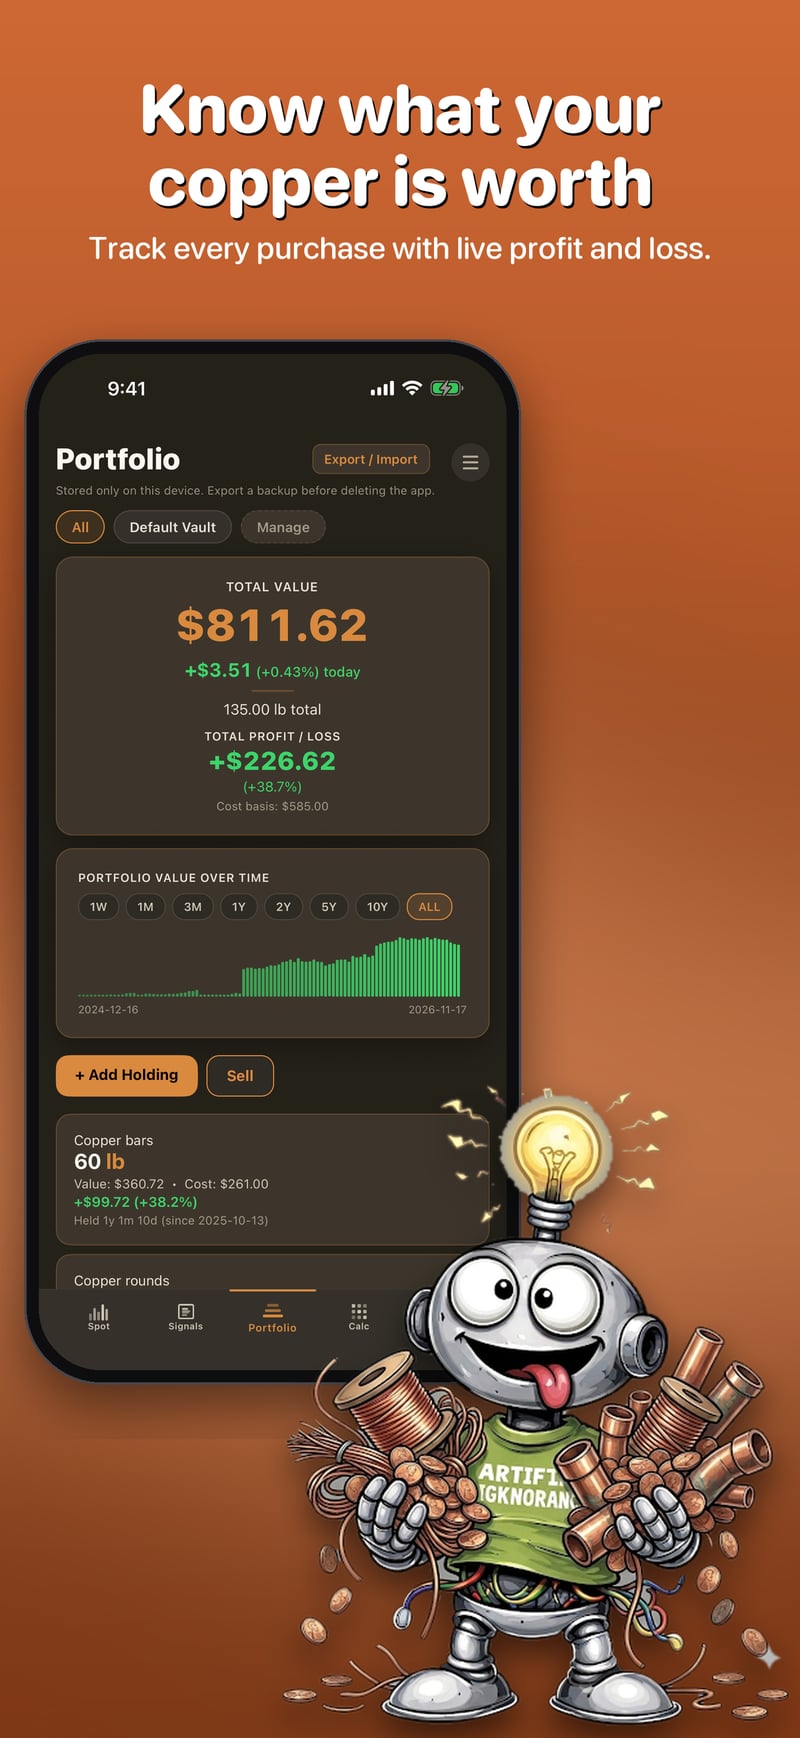 Know what your
copper is worth
Track every purchase with live profit and loss.
9:41
Portfolio
Export / Import
Stored only on this device. Export a backup before deleting the app.
All
Default Vault
Manage
TOTAL VALUE
$811.62
+$3.51 (+0.43%) today
135.00 lb total
TOTAL PROFIT / LOSS
+$226.62
(+38.7%)
Cost basis: $585.00
PORTFOLIO VALUE OVER TIME
1W 1M 3M 1Y 2Y 5Y 10Y ALL
2024-12-16 2026-11-17
+ Add Holding
Sell
Copper bars
60 lb
Value: $360.72 • Cost: $261.00
+$99.72 (+38.2%)
Held 1y 1m 10d (since 2025-10-13)
Copper rounds
Spot Signals Portfolio Calc
ARTIFI
IGKNORAN